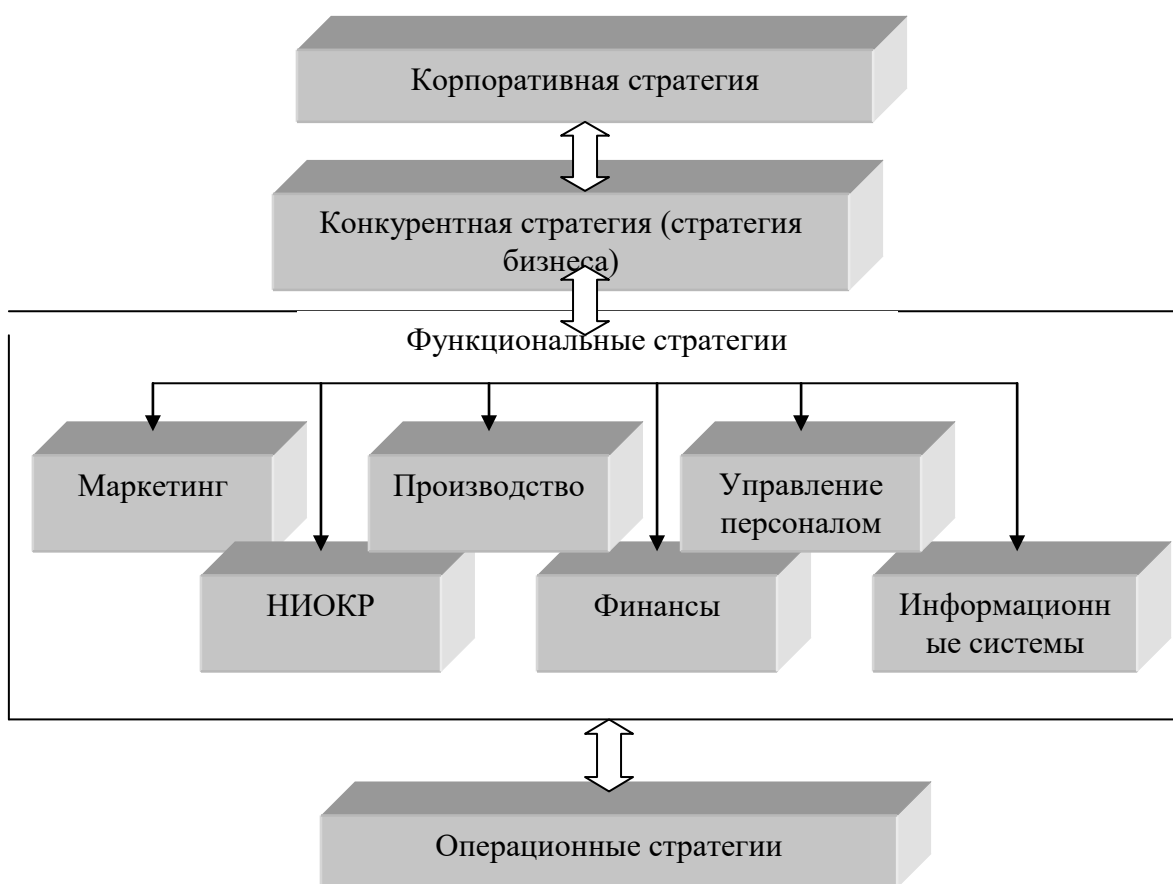 Корпоративная стратегия
Конкурентная стратегия (стратегия
бизнеса)
Функциональные стратегии
Маркетинг
Производство
Управление
персоналом
НИОКР
Финансы
Информационн
ые системы
Операционные стратегии